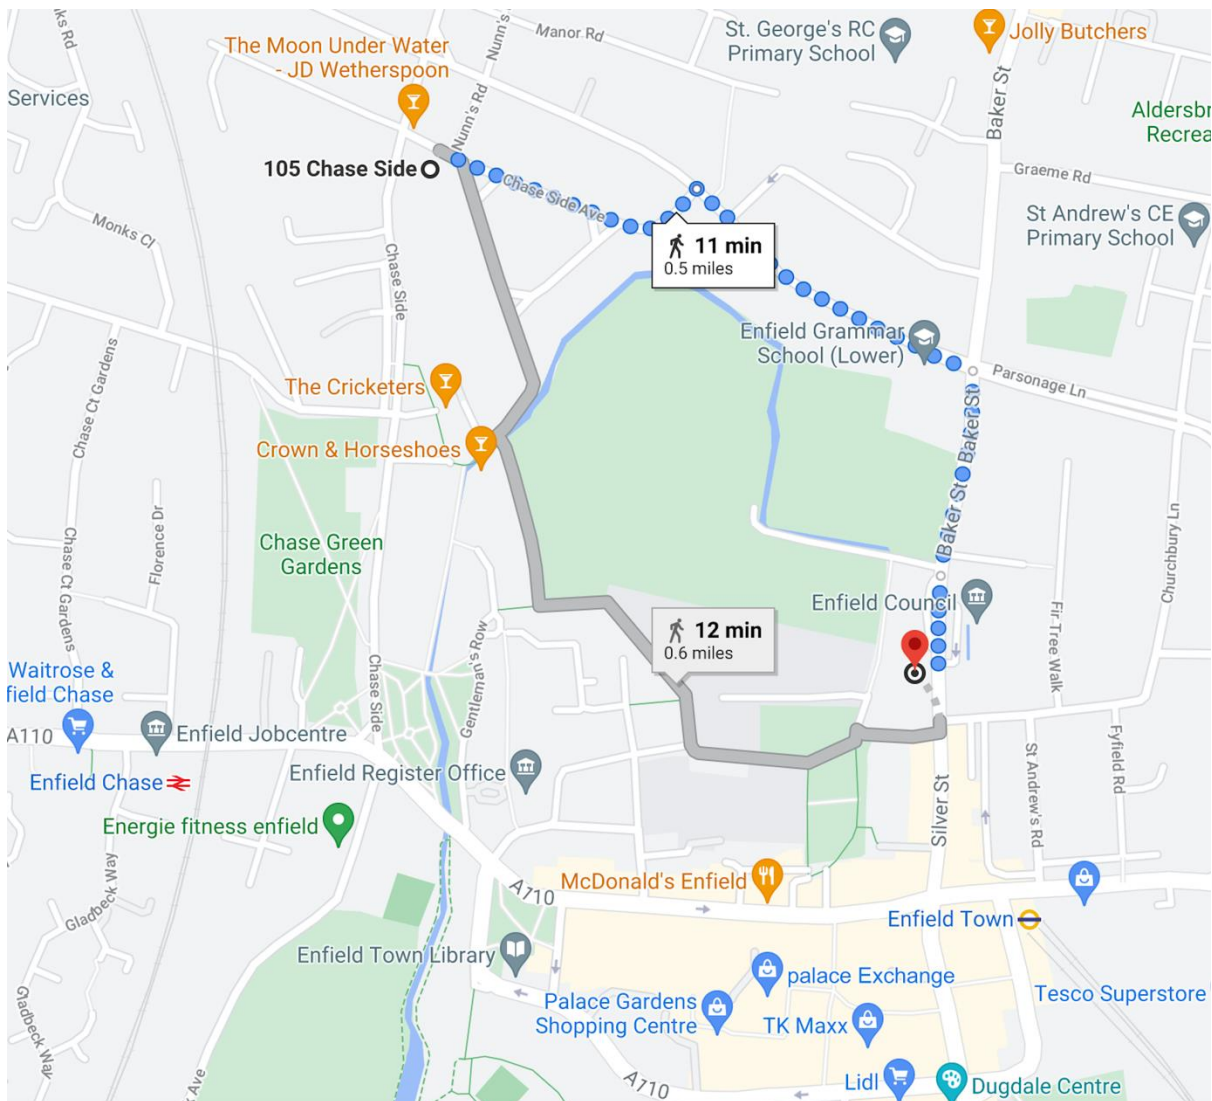 Manor Rd
St. George's RC
Primary School
Jolly Butchers
The Moon Under Water
- JD Wetherspoon
Nunn's
Services
Nunn's Rd
Baker St
Aldersbr
Recrea
105 Chase Side
Chase Side Ave
Graeme Rd
St Andrew's CE
Primary School
Monks Cl
Chase Side
11 min
0.5 miles
Enfield Grammar
School (Lower)
Parsonage Ln
Chase Ct Gardens
The Cricketers
Crown & Horseshoes
Baker St
Baker St
Churchbury Ln
Florence Dr
Chase Green
Gardens
Chase Ct Gardens
Enfield Council
Fir Tree Walk
12 min
0.6 miles
Gentleman's Row
Waitrose &
field Chase
Chase Side
A110
Enfield Jobcentre
Enfield Register Office
Fyfield Rd
St Andrew's Rd
Enfield Chase
Silver St
Energie fitness enfield
McDonald's Enfield
A110
Gladbeck Way
Enfield Town
Enfield Town Library
palace Exchange
Palace Gardens
Shopping Centre
TK Maxx
Tesco Superstore
Gladbeck Way
A110
Lidl
Dugdale Centre
Ave